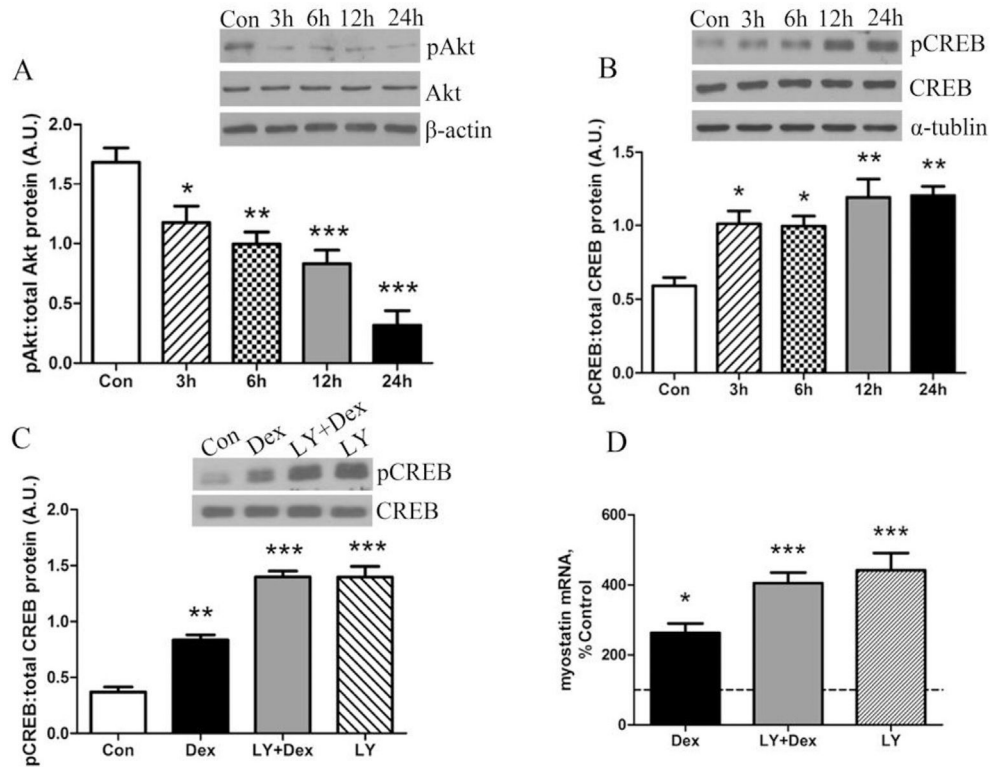 A
Con 3h 6h 12h 24h
pAkt
Akt
β-actin
pAkt:total Akt protein (A.U.)
2.0
1.5
1.0
0.5
0.0
*
**
***
***
Con 3h 6h 12h 24h
B
Con 3h 6h 12h 24h
pCREB
CREB
α-tublin
pCREB:total CREB protein (A.U.)
1.5
1.0
0.5
0.0
*
*
**
**
Con 3h 6h 12h 24h
C
Con Dex LY+Dex LY
pCREB
CREB
pCREB:total CREB protein (A.U.)
2.0
1.5
1.0
0.5
0.0
**
***
***
Con Dex LY+Dex LY
D
myostatin mRNA,
% Control
600
400
200
0
*
***
***
Dex LY+Dex LY